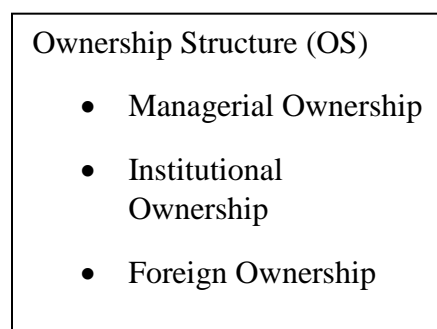 Ownership Structure (OS)
• Managerial Ownership
• Institutional
Ownership
• Foreign Ownership